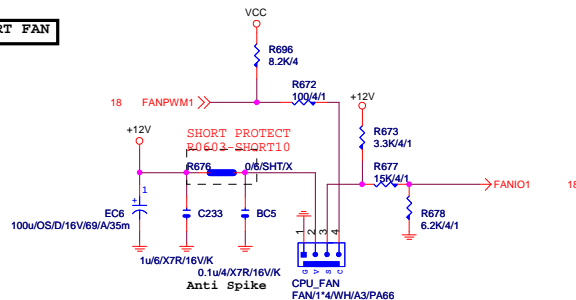 RT FAN
VCC
R696
8.2K/4
R672
100/4/1
18 FANPWM1
+12V
+12V
SHORT PROTECT
R0603-SHORT10
R676 0/6/SHT/X
R673
3.3K/4/1
R677
15K/4/1
FANIO1 18
R678
6.2K/4/1
1
+
EC6
100u/OS/D/16V/69/A/35m
C233
BC5
1u/6/X7R/16V/K
0.1u/4/X7R/16V/K
Anti Spike
1 2 3 4
G V S C
CPU_FAN
FAN/1*4/WH/A3/PA66